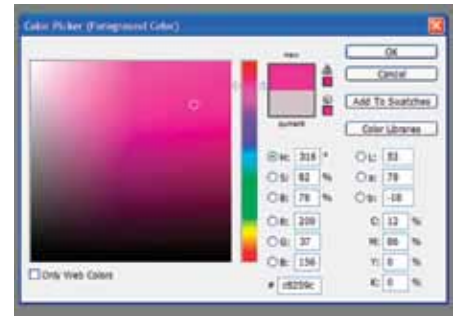 Color Picker (Foreground Color)
new
current
OK
Cancel
Add To Swatches
Color Libraries
H: 316 °
S: 82 %
B: 78 %
R: 200
G: 37
B: 156
# c8259c
L: 53
a: 78
b: -18
C: 12 %
M: 86 %
Y: 0 %
K: 0 %
Only Web Colors